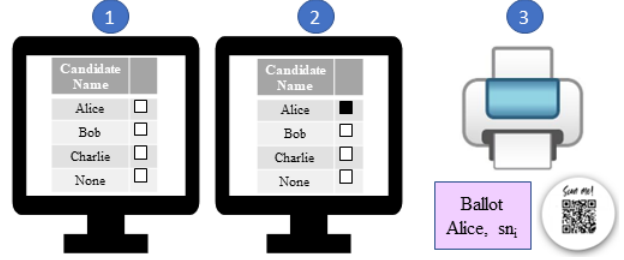 1
2
3
Candidate
Name
Alice
Bob
Charlie
None
Candidate
Name
Alice
Bob
Charlie
None
Ballot
Alice, snᵢ
Scan me!